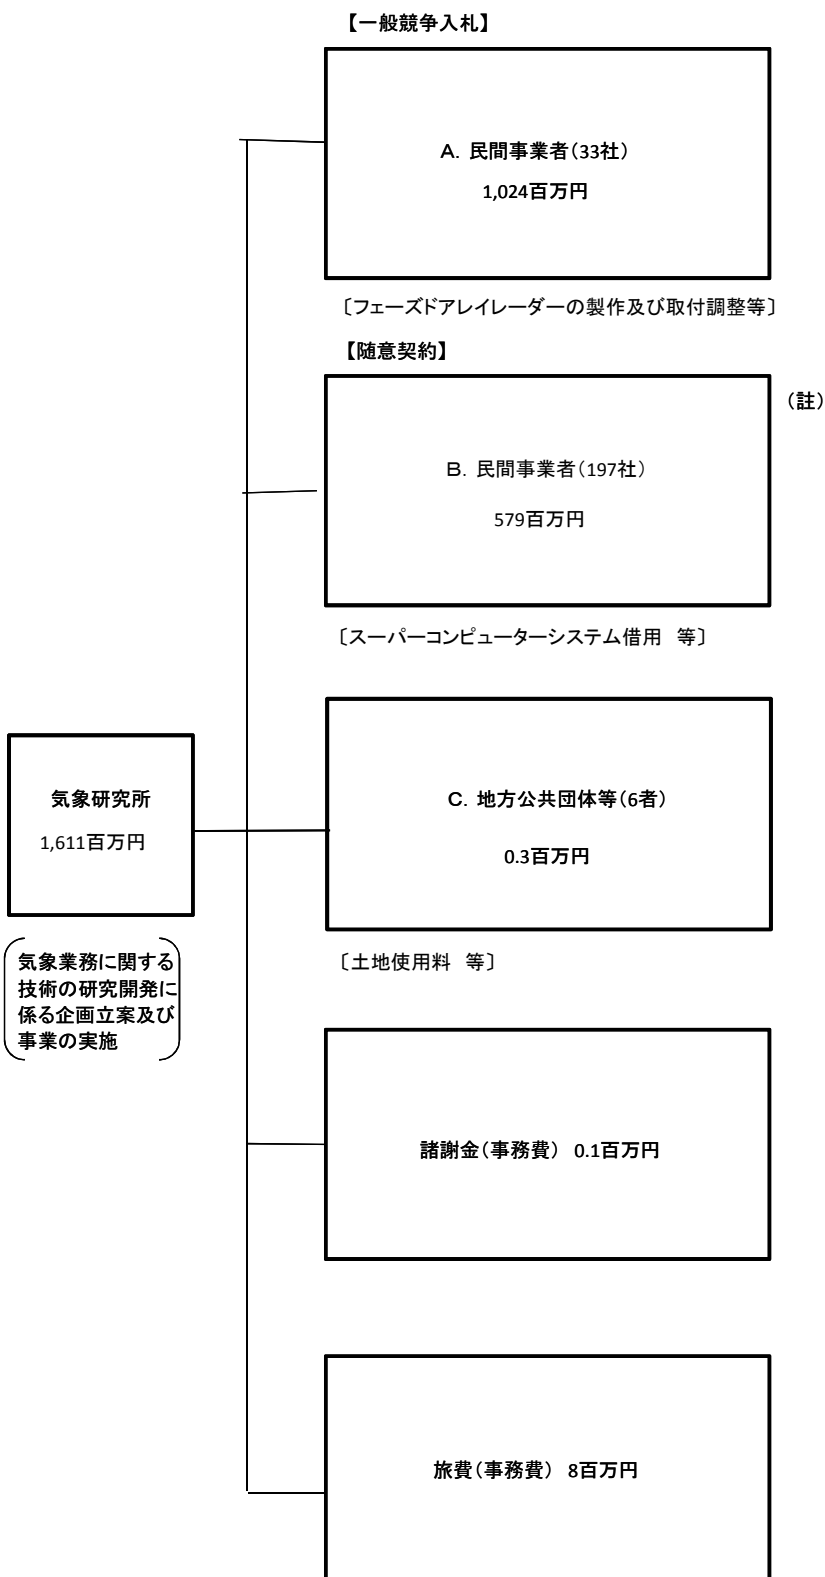 【一般競争入札】
A. 民間事業者(33社)
1,024百万円
〔フェーズドアレイレーダーの製作及び取付調整等〕
【随意契約】
(註)
B. 民間事業者(197社)
579百万円
〔スーパーコンピューターシステム借用　等〕
気象研究所
1,611百万円
気象業務に関する
技術の研究開発に
係る企画立案及び
事業の実施
C. 地方公共団体等(6者)
0.3百万円
〔土地使用料　等〕
諸謝金(事務費)　0.1百万円
旅費(事務費)　8百万円